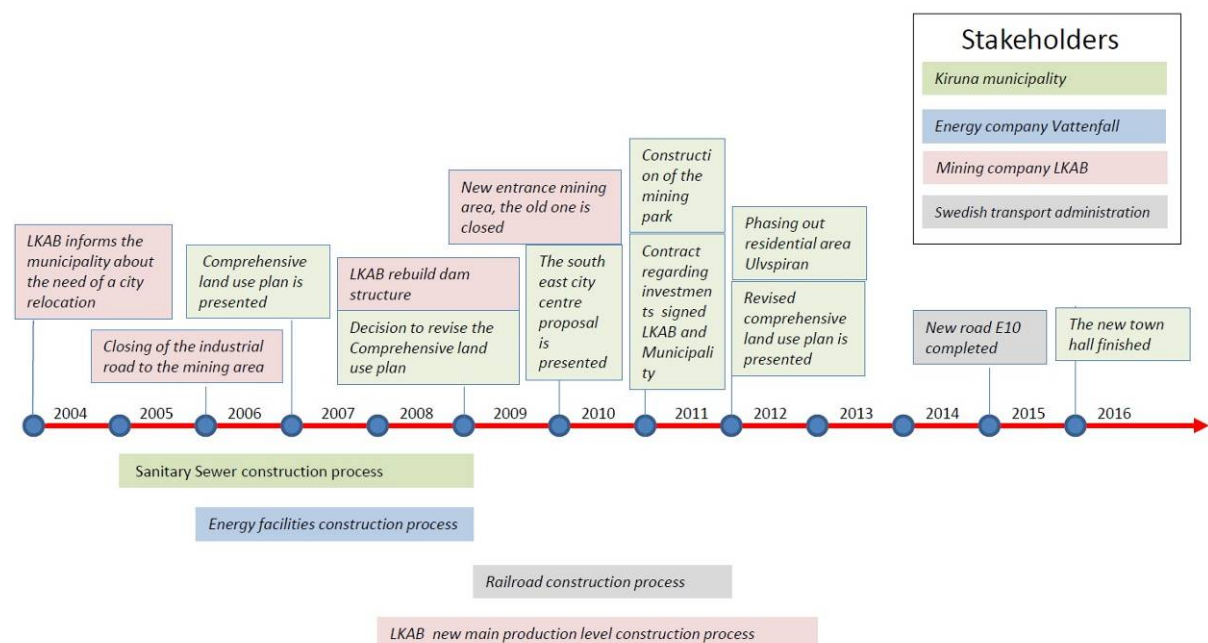 Stakeholders
Kiruna municipality
Energy company Vattenfall
Mining company LKAB
Swedish transport administration
LKAB informs the
municipality about
the need of a city
relocation
Closing of the industrial
road to the mining area
Comprehensive
land use plan is
presented
LKAB rebuild dam
structure
Decision to revise the
Comprehensive land
use plan
New entrance mining
area, the old one is
closed
The south
east city
centre
proposal
is
presented
Constructi
on of the
mining
park
Contract
regarding
investmen
ts signed
LKAB and
Municipali
ty
Phasing out
residential area
Ulvspiran
Revised
comprehensive
land use plan is
presented
New road E10
completed
The new town
hall finished
2004 2005 2006 2007 2008 2009 2010 2011 2012 2013 2014 2015 2016
Sanitary Sewer construction process
Energy facilities construction process
Railroad construction process
LKAB new main production level construction process